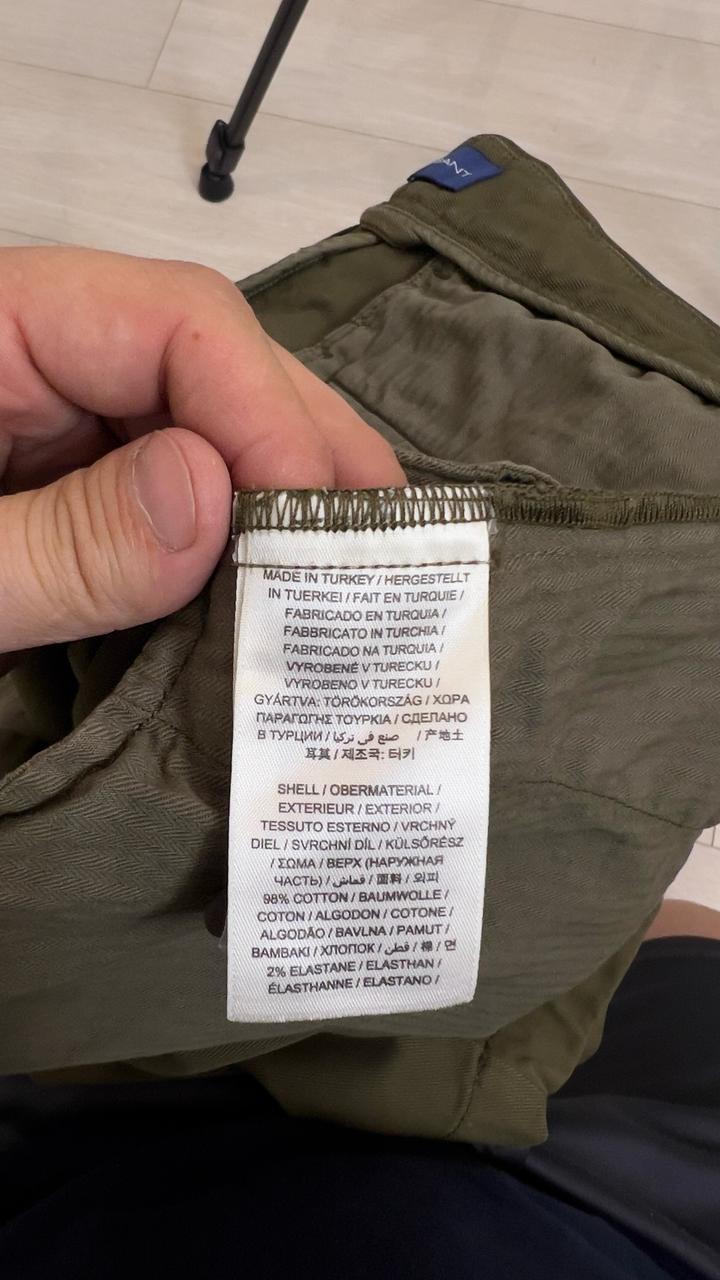 ANT
MADE IN TURKEY / HERGESTELLT
IN TUERKEI / FAIT EN TURQUIE /
FABRICADO EN TURQUIA /
FABBRICATO IN TURCHIA /
FABRICADO NA TURQUIA /
VYROBENÉ V TURECKU /
VYROBENO V TURECKU /
GYÁRTVA: TÖRÖKORSZÁG / ΧΩΡΑ
ΠΑΡΑΓΩΓΗΣ ΤΟΥΡΚΙΑ / СДЕЛАНО
В ТУРЦИИ / صنع في تركيا / 产地土
耳其 / 제조국: 터키
SHELL / OBERMATERIAL /
EXTERIEUR / EXTERIOR /
TESSUTO ESTERNO / VRCHNÝ
DIEL / SVRCHNÍ DÍL / KÜLSŐRÉSZ
/ ΣΩΜΑ / ВЕРХ (НАРУЖНАЯ
ЧАСТЬ) / قماش / 面料 / 외피
98% COTTON / BAUMWOLLE /
COTON / ALGODON / COTONE /
ALGODÃO / BAVLNA / PAMUT /
ΒΑΜΒΑΚΙ / ХЛОПОК / قطن / 棉 / 면
2% ELASTANE / ELASTHAN /
ÉLASTHANNE / ELASTANO /